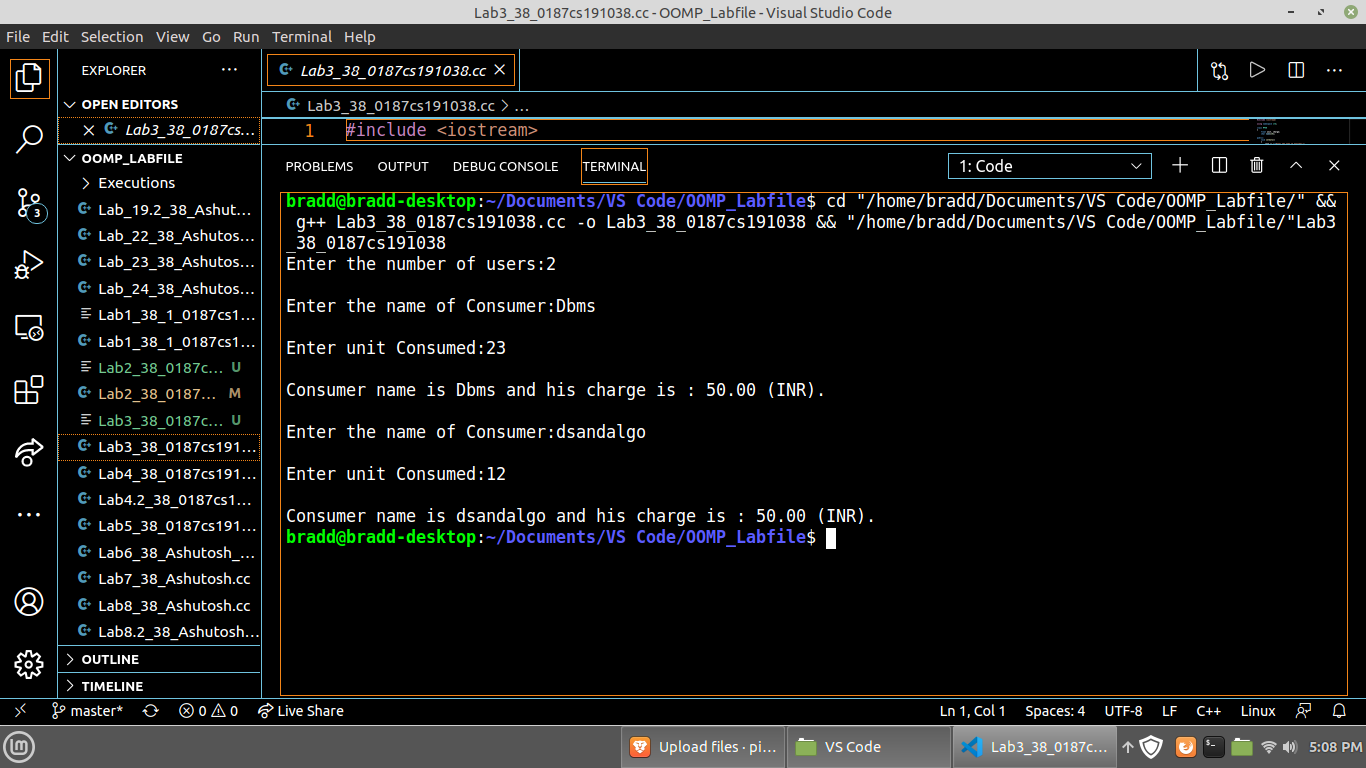 Lab3_38_0187cs191038.cc - OOMP_Labfile - Visual Studio Code
File Edit Selection View Go Run Terminal Help
EXPLORER ···
OPEN EDITORS
Lab3_38_0187cs...
OOMP_LABFILE
Executions
Lab_19.2_38_Ashut...
Lab_22_38_Ashutos...
Lab_23_38_Ashutos...
Lab_24_38_Ashutos...
Lab1_38_1_0187cs1...
Lab1_38_1_0187cs1...
Lab2_38_0187c... U
Lab2_38_0187... M
Lab3_38_0187c... U
Lab3_38_0187cs191...
Lab4_38_0187cs191...
Lab4.2_38_0187cs1...
Lab5_38_0187cs191...
Lab6_38_Ashutosh_...
Lab7_38_Ashutosh.cc
Lab8_38_Ashutosh.cc
Lab8.2_38_Ashutosh...
OUTLINE
TIMELINE
3
Lab3_38_0187cs191038.cc
Lab3_38_0187cs191038.cc > ...
1 #include <iostream>
PROBLEMS OUTPUT DEBUG CONSOLE TERMINAL 1: Code
bradd@bradd-desktop:~/Documents/VS Code/OOMP_Labfile$ cd "/home/bradd/Documents/VS Code/OOMP_Labfile/" &&
g++ Lab3_38_0187cs191038.cc -o Lab3_38_0187cs191038 && "/home/bradd/Documents/VS Code/OOMP_Labfile/"Lab3
_38_0187cs191038
Enter the number of users:2
Enter the name of Consumer:Dbms
Enter unit Consumed:23
Consumer name is Dbms and his charge is : 50.00 (INR).
Enter the name of Consumer:dsandalgo
Enter unit Consumed:12
Consumer name is dsandalgo and his charge is : 50.00 (INR).
bradd@bradd-desktop:~/Documents/VS Code/OOMP_Labfile$
master* 0 0 Live Share Ln 1, Col 1 Spaces: 4 UTF-8 LF C++ Linux
Upload files · pi... VS Code Lab3_38_0187c... 5:08 PM